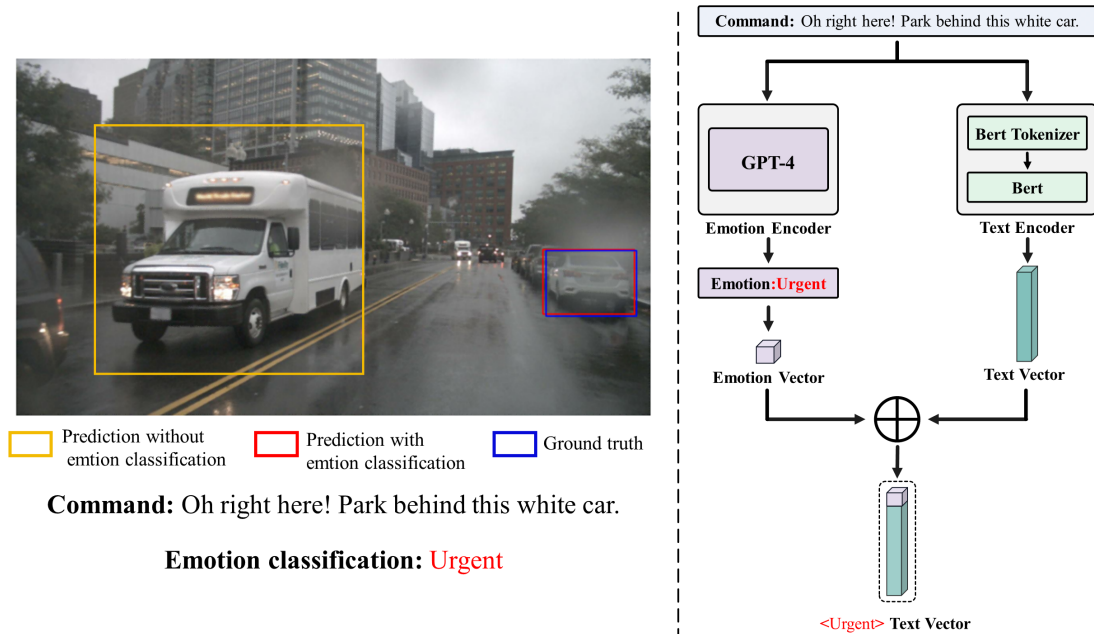 Prediction without
emtion classification
Prediction with
emtion classification
Ground truth
Command: Oh right here! Park behind this white car.
Emotion classification: Urgent
Command: Oh right here! Park behind this white car.
GPT-4
Emotion Encoder
Bert Tokenizer
Bert
Text Encoder
Emotion:Urgent
Emotion Vector
Text Vector
<Urgent> Text Vector